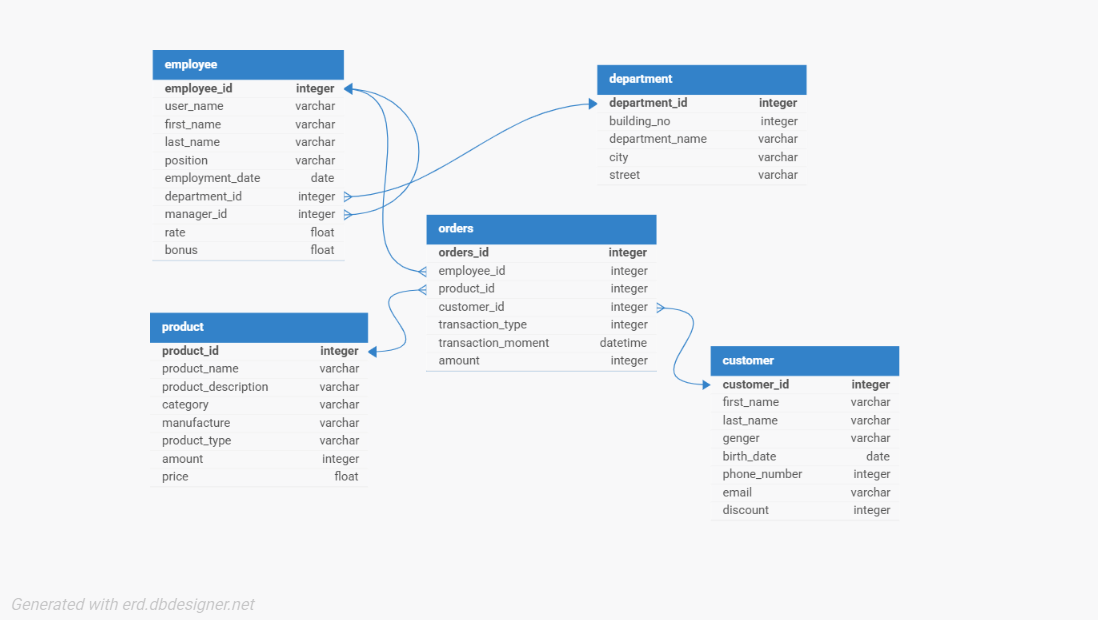 employee
employee_id integer
user_name varchar
first_name varchar
last_name varchar
position varchar
employment_date date
department_id integer
manager_id integer
rate float
bonus float
department
department_id integer
building_no integer
department_name varchar
city varchar
street varchar
orders
orders_id integer
employee_id integer
product_id integer
customer_id integer
transaction_type integer
transaction_moment datetime
amount integer
product
product_id integer
product_name varchar
product_description varchar
category varchar
manufacture varchar
product_type varchar
amount integer
price float
customer
customer_id integer
first_name varchar
last_name varchar
genger varchar
birth_date date
phone_number integer
email varchar
discount integer
Generated with erd.dbdesigner.net